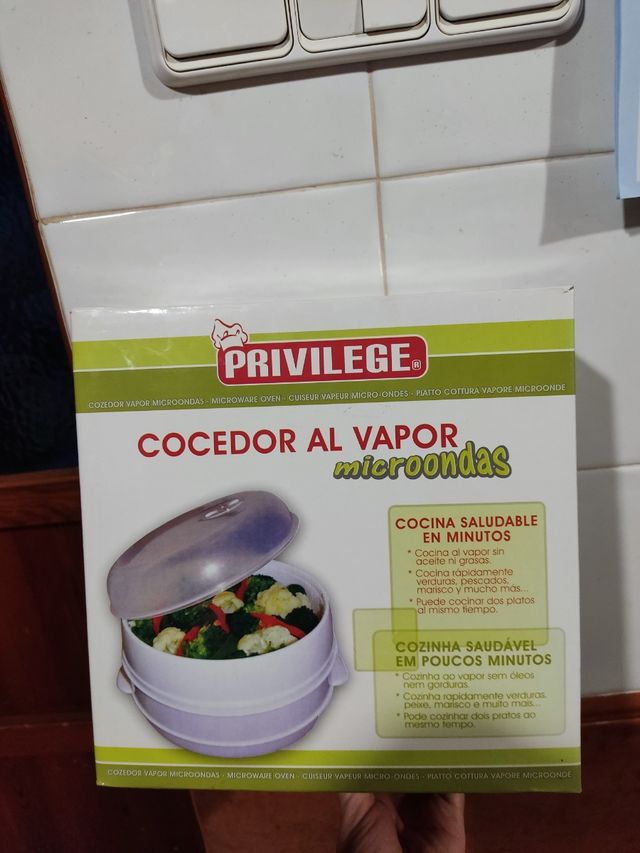 PRIVILEGE®
COZEDOR VAPOR MICROONDAS - MICROWARE OVEN - CUISEUR VAPEUR MICRO-ONDES - PIATTO COTTURA VAPORE MICROONDE
COCEDOR AL VAPOR
microondas
COCINA SALUDABLE
EN MINUTOS
* Cocina al vapor sin
aceite ni grasas.
* Cocina rápidamente
verduras, pescados,
marisco y mucho más...
* Puede cocinar dos platos
al mismo tiempo.
COZINHA SAUDÁVEL
EM POUCOS MINUTOS
* Cozinha ao vapor sem óleos
nem gorduras.
* Cozinha rapidamente verduras,
peixe, marisco e muito mais...
* Pode cozinhar dois pratos ao
mesmo tempo.
COZEDOR VAPOR MICROONDAS - MICROWARE OVEN - CUISEUR VAPEUR MICRO-ONDES - PIATTO COTTURA VAPORE MICROONDE